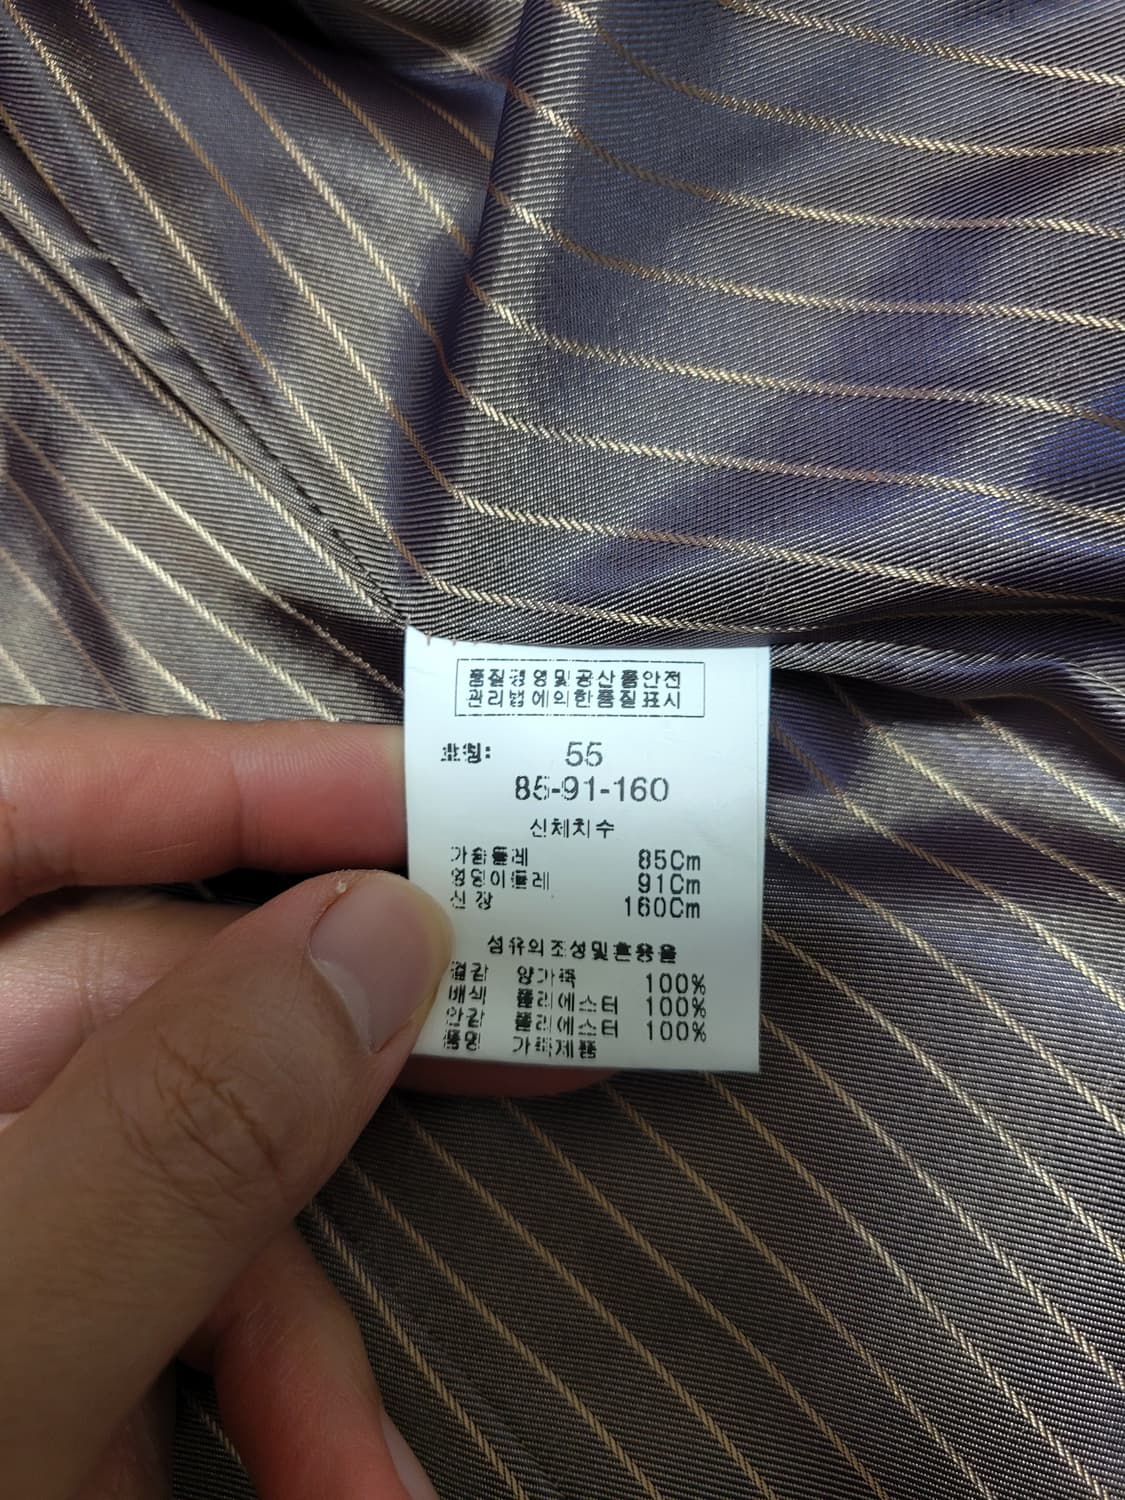 품질경영및공산품안전
관리법에의한품질표시
호칭: 55
85-91-160
신체치수
가슴둘레 85Cm
엉덩이둘레 91Cm
신장 160Cm
섬유의조성및혼용율
겉감 양가죽 100%
배색 폴리에스터 100%
안감 폴리에스터 100%
품명 가죽제품